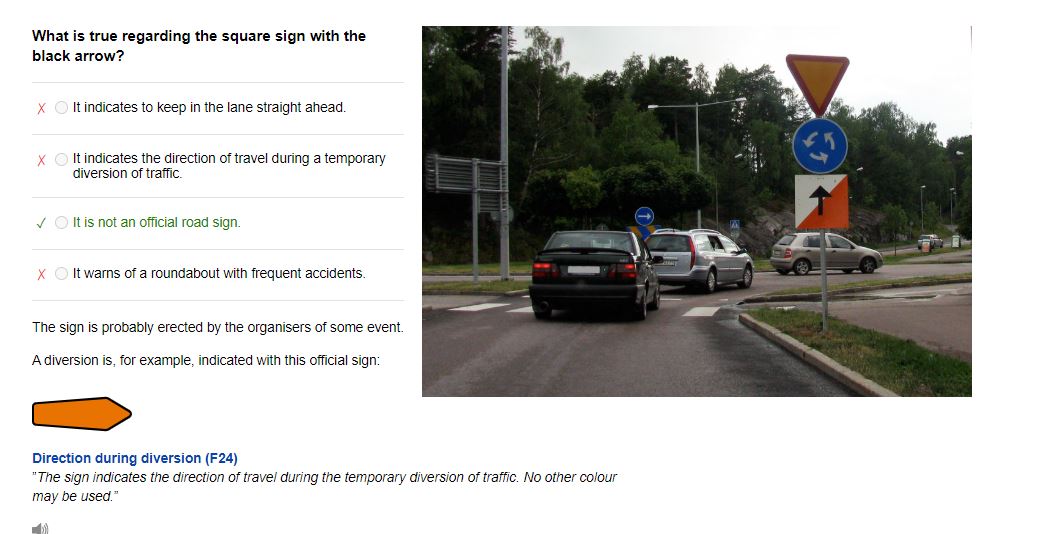 What is true regarding the square sign with the
black arrow?
It indicates to keep in the lane straight ahead.
It indicates the direction of travel during a temporary
diversion of traffic.
It is not an official road sign.
It warns of a roundabout with frequent accidents.
The sign is probably erected by the organisers of some event.
A diversion is, for example, indicated with this official sign:
Direction during diversion (F24)
"The sign indicates the direction of travel during the temporary diversion of traffic. No other colour
may be used."